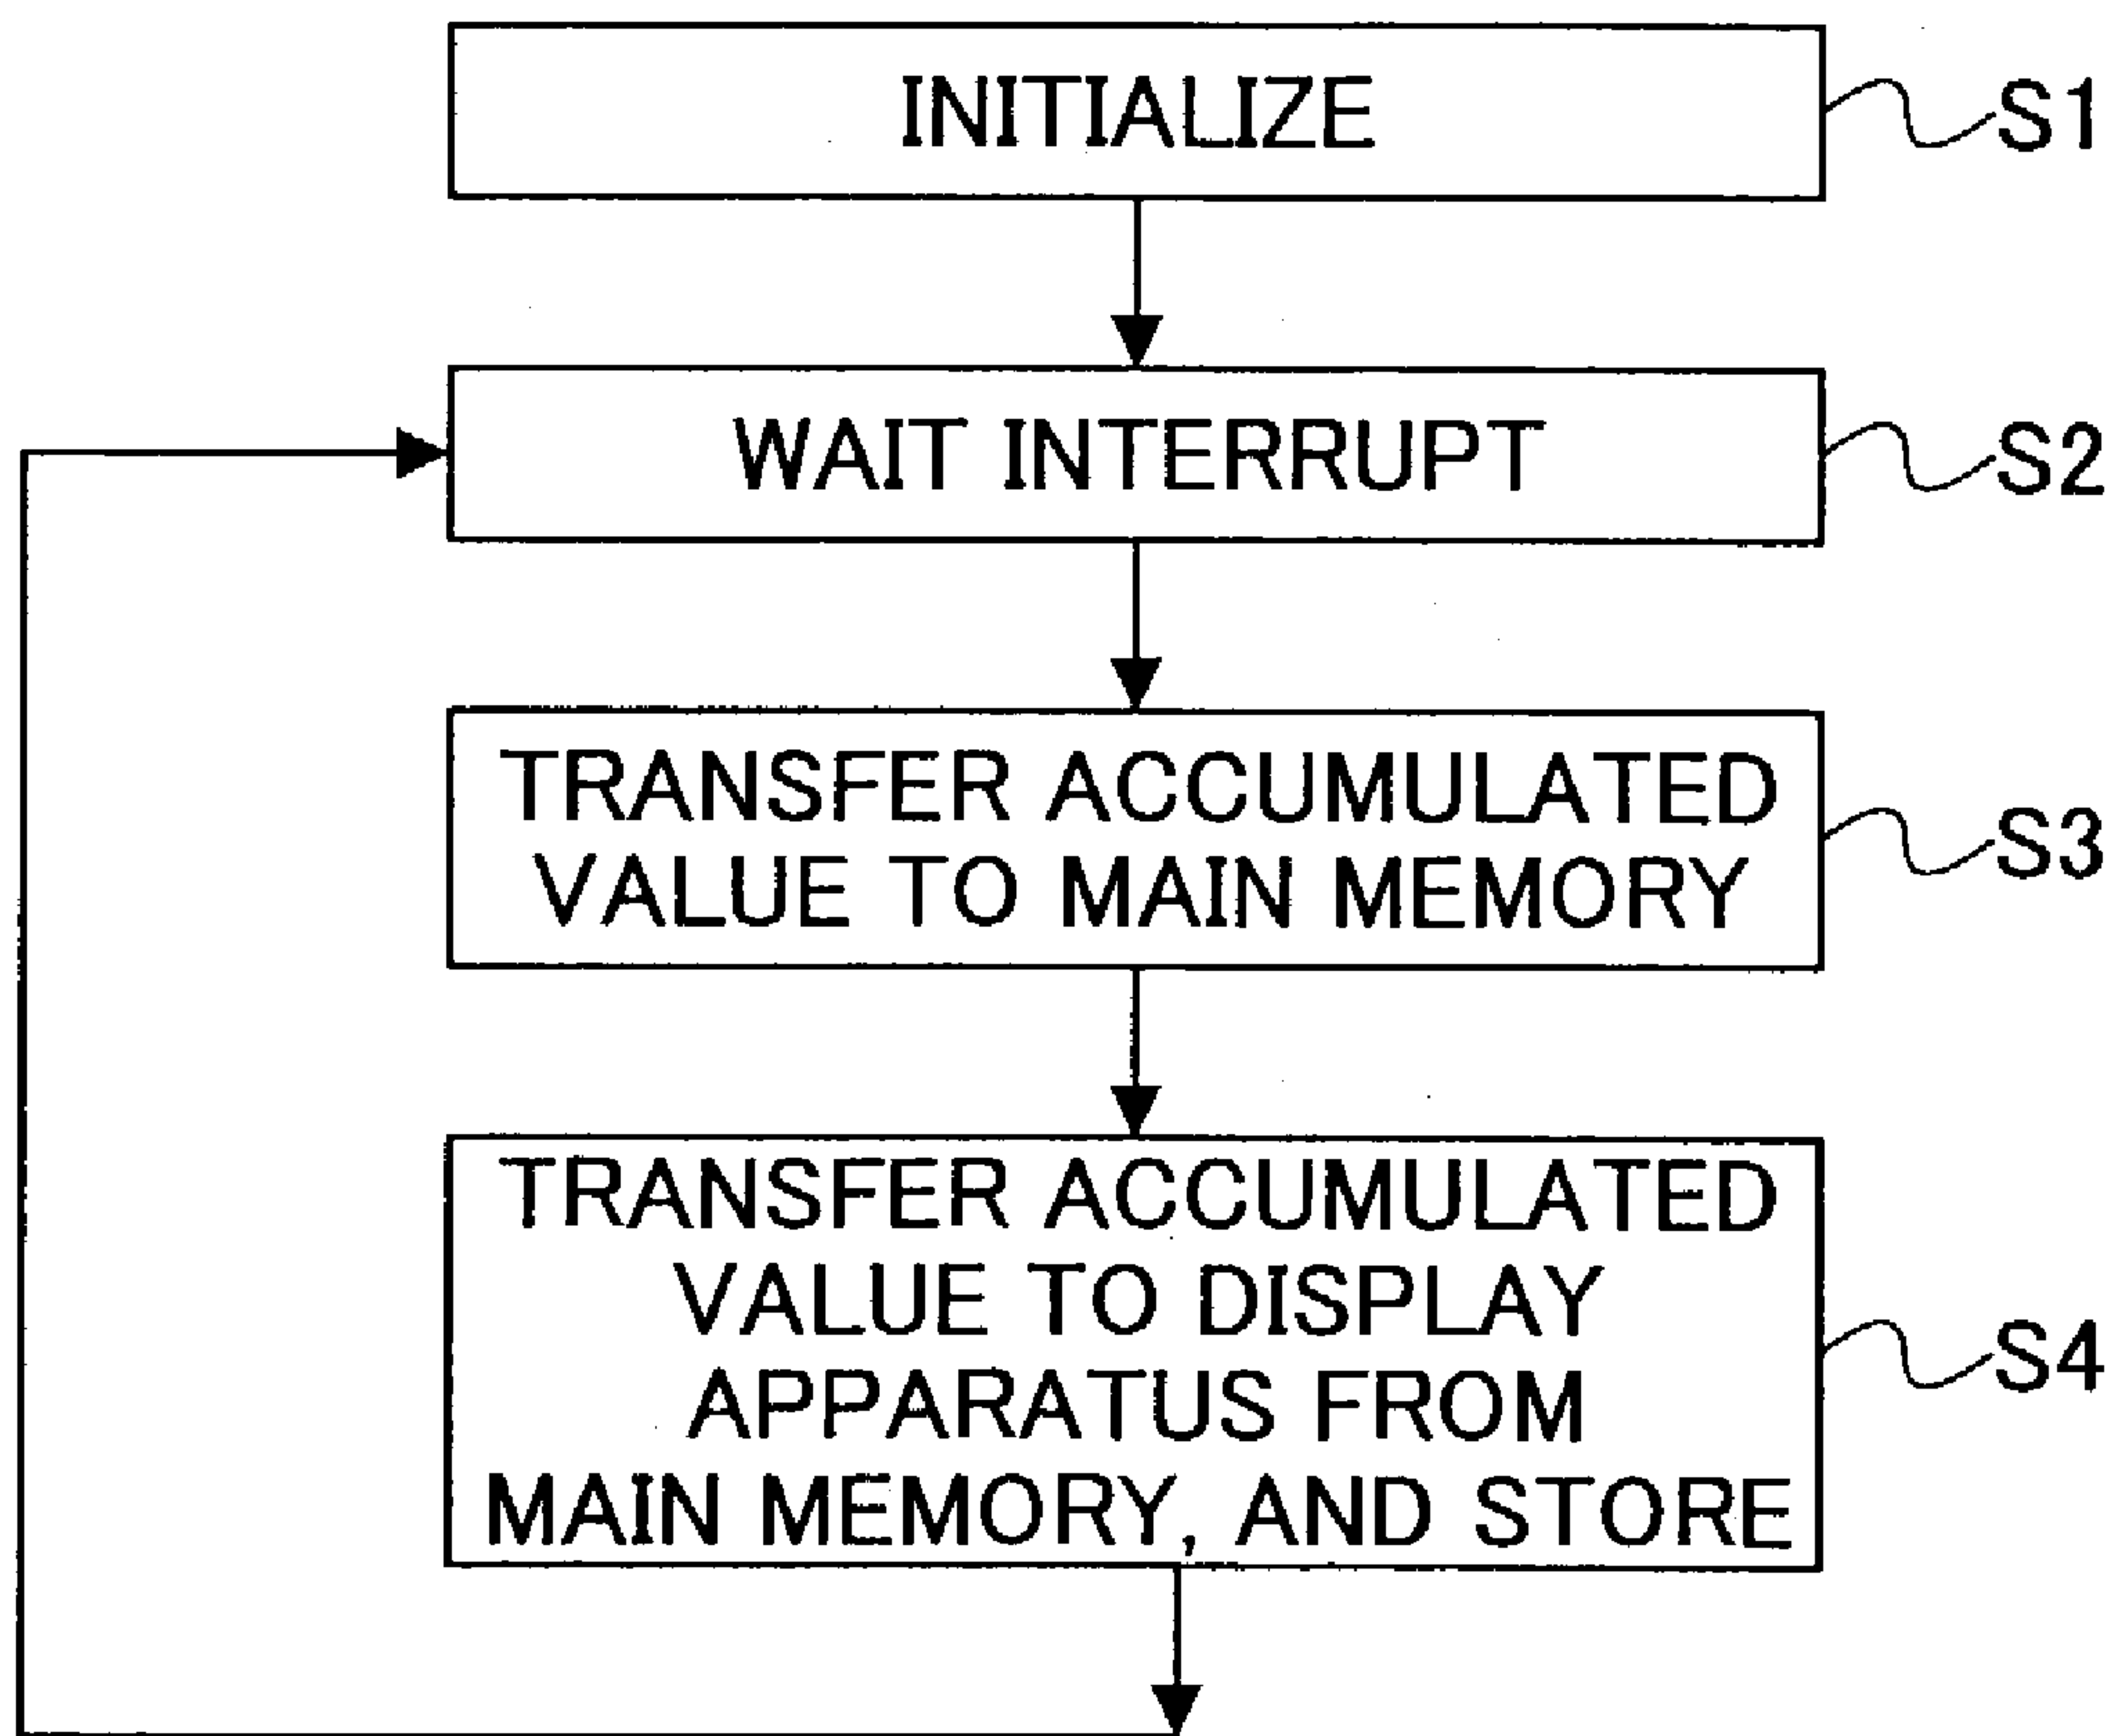 INITIALIZE
S1
WAIT INTERRUPT
S2
TRANSFER ACCUMULATED
VALUE TO MAIN MEMORY
S3
TRANSFER ACCUMULATED
VALUE TO DISPLAY
APPARATUS FROM
MAIN MEMORY, AND STORE
S4